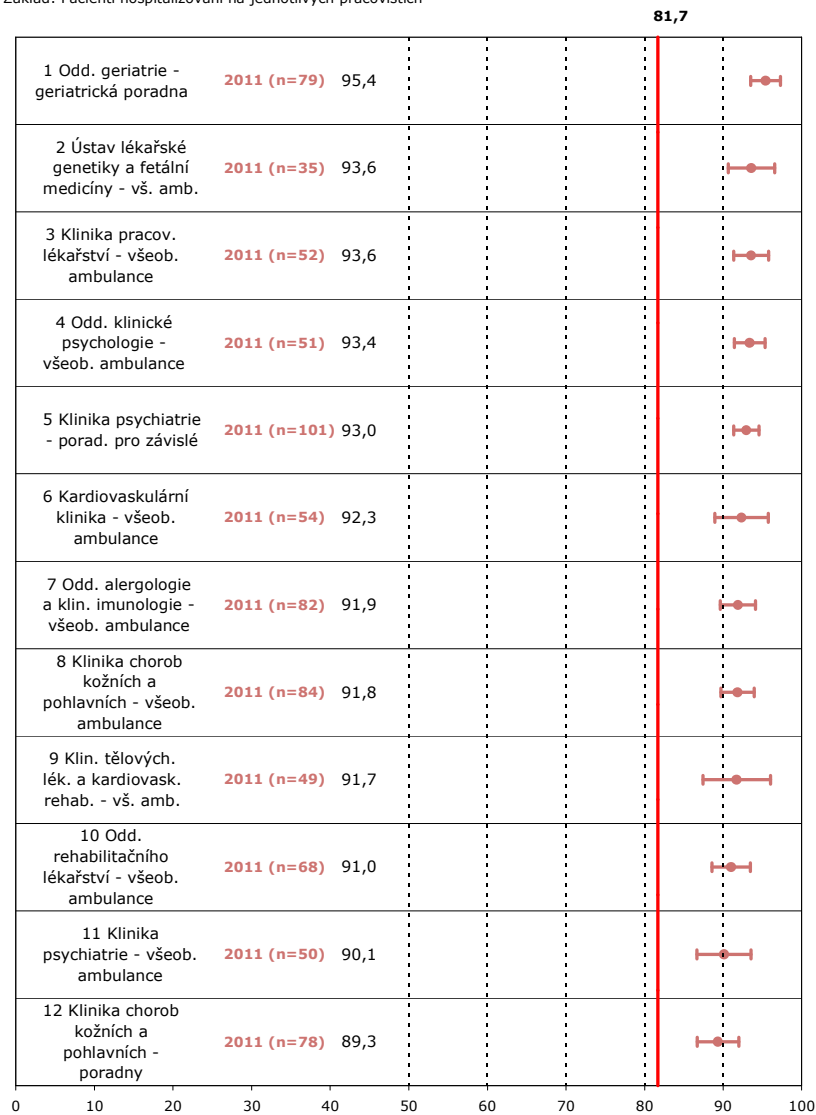 Základ: Pacienti hospitalizovaní na jednotlivých pracovištích
81,7
1 Odd. geriatrie -
geriatrická poradna
2011 (n=79) 95,4
2 Ústav lékařské
genetiky a fetální
medicíny - vš. amb.
2011 (n=35) 93,6
3 Klinika pracov.
lékařství - všeob.
ambulance
2011 (n=52) 93,6
4 Odd. klinické
psychologie -
všeob. ambulance
2011 (n=51) 93,4
5 Klinika psychiatrie
- porad. pro závislé
2011 (n=101) 93,0
6 Kardiovaskulární
klinika - všeob.
ambulance
2011 (n=54) 92,3
7 Odd. alergologie
a klin. imunologie -
všeob. ambulance
2011 (n=82) 91,9
8 Klinika chorob
kožních a
pohlavních - všeob.
ambulance
2011 (n=84) 91,8
9 Klin. tělových.
lék. a kardiovask.
rehab. - vš. amb.
2011 (n=49) 91,7
10 Odd.
rehabilitačního
lékařství - všeob.
ambulance
2011 (n=68) 91,0
11 Klinika
psychiatrie - všeob.
ambulance
2011 (n=50) 90,1
12 Klinika chorob
kožních a
pohlavních -
poradny
2011 (n=78) 89,3
0 10 20 30 40 50 60 70 80 90 100